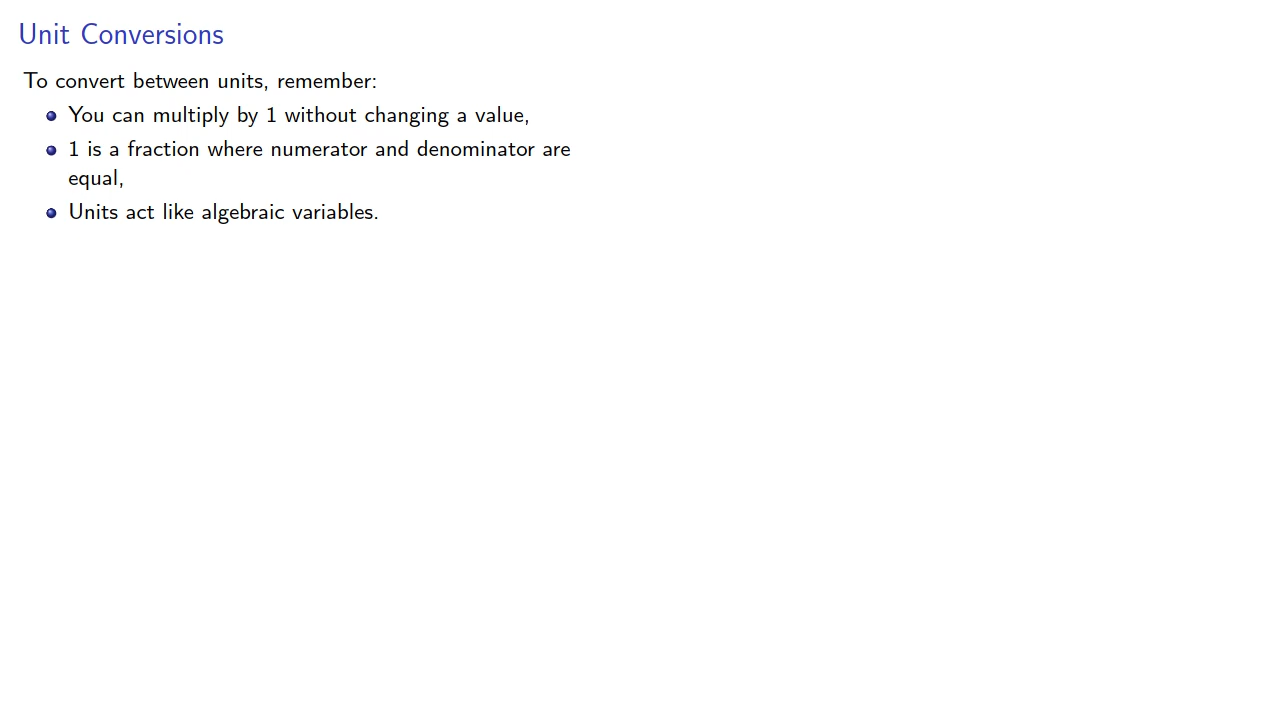 Unit Conversions
To convert between units, remember:
You can multiply by 1 without changing a value,
1 is a fraction where numerator and denominator are
equal,
Units act like algebraic variables.